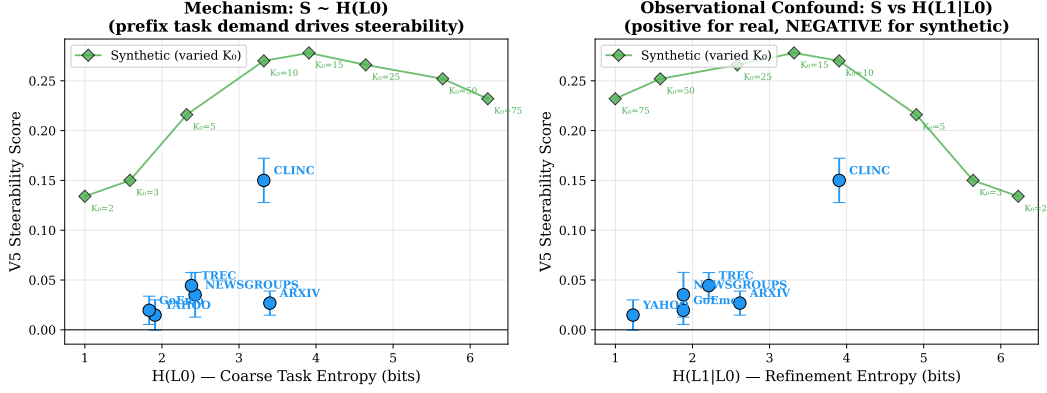 Mechanism: S ~ H(L0)
(prefix task demand drives steerability)
Synthetic (varied K₀)
V5 Steerability Score
0.25
0.20
0.15
0.10
0.05
0.00
K₀=2
K₀=3
K₀=5
K₀=10
K₀=15
K₀=25
K₀=50
K₀=75
CLINC
TREC
NEWSGROUPS
ARXIV
GoEmo
YAHOO
1 2 3 4 5 6
H(L0) — Coarse Task Entropy (bits)
Observational Confound: S vs H(L1|L0)
(positive for real, NEGATIVE for synthetic)
Synthetic (varied K₀)
V5 Steerability Score
0.25
0.20
0.15
0.10
0.05
0.00
K₀=75
K₀=50
K₀=25
K₀=15
K₀=10
K₀=5
K₀=3
K₀=2
CLINC
TREC
NEWSGROUPS
ARXIV
GoEmo
YAHOO
1 2 3 4 5 6
H(L1|L0) — Refinement Entropy (bits)